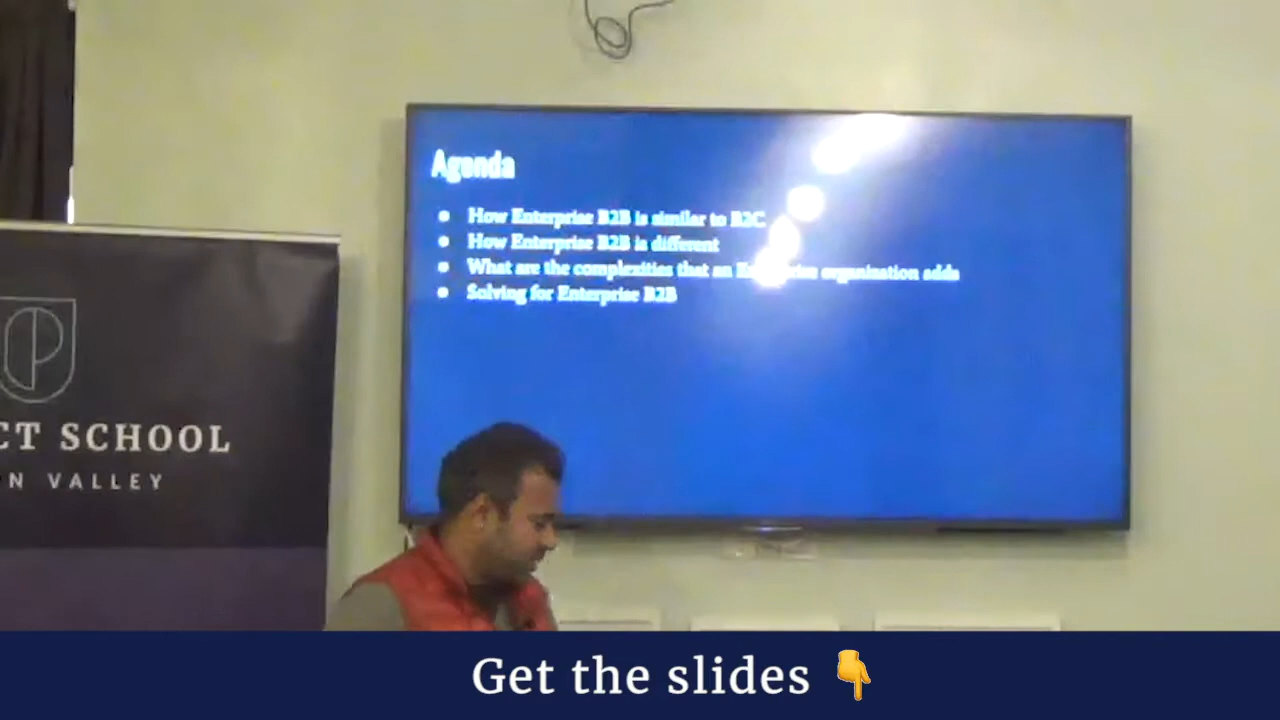 Agenda
How Enterprise B2B is similar to B2C
How Enterprise B2B is different
What are the complexities that an Enterprise organization adds
Solving for Enterprise B2B
CT SCHOOL
N VALLEY
Get the slides 👇